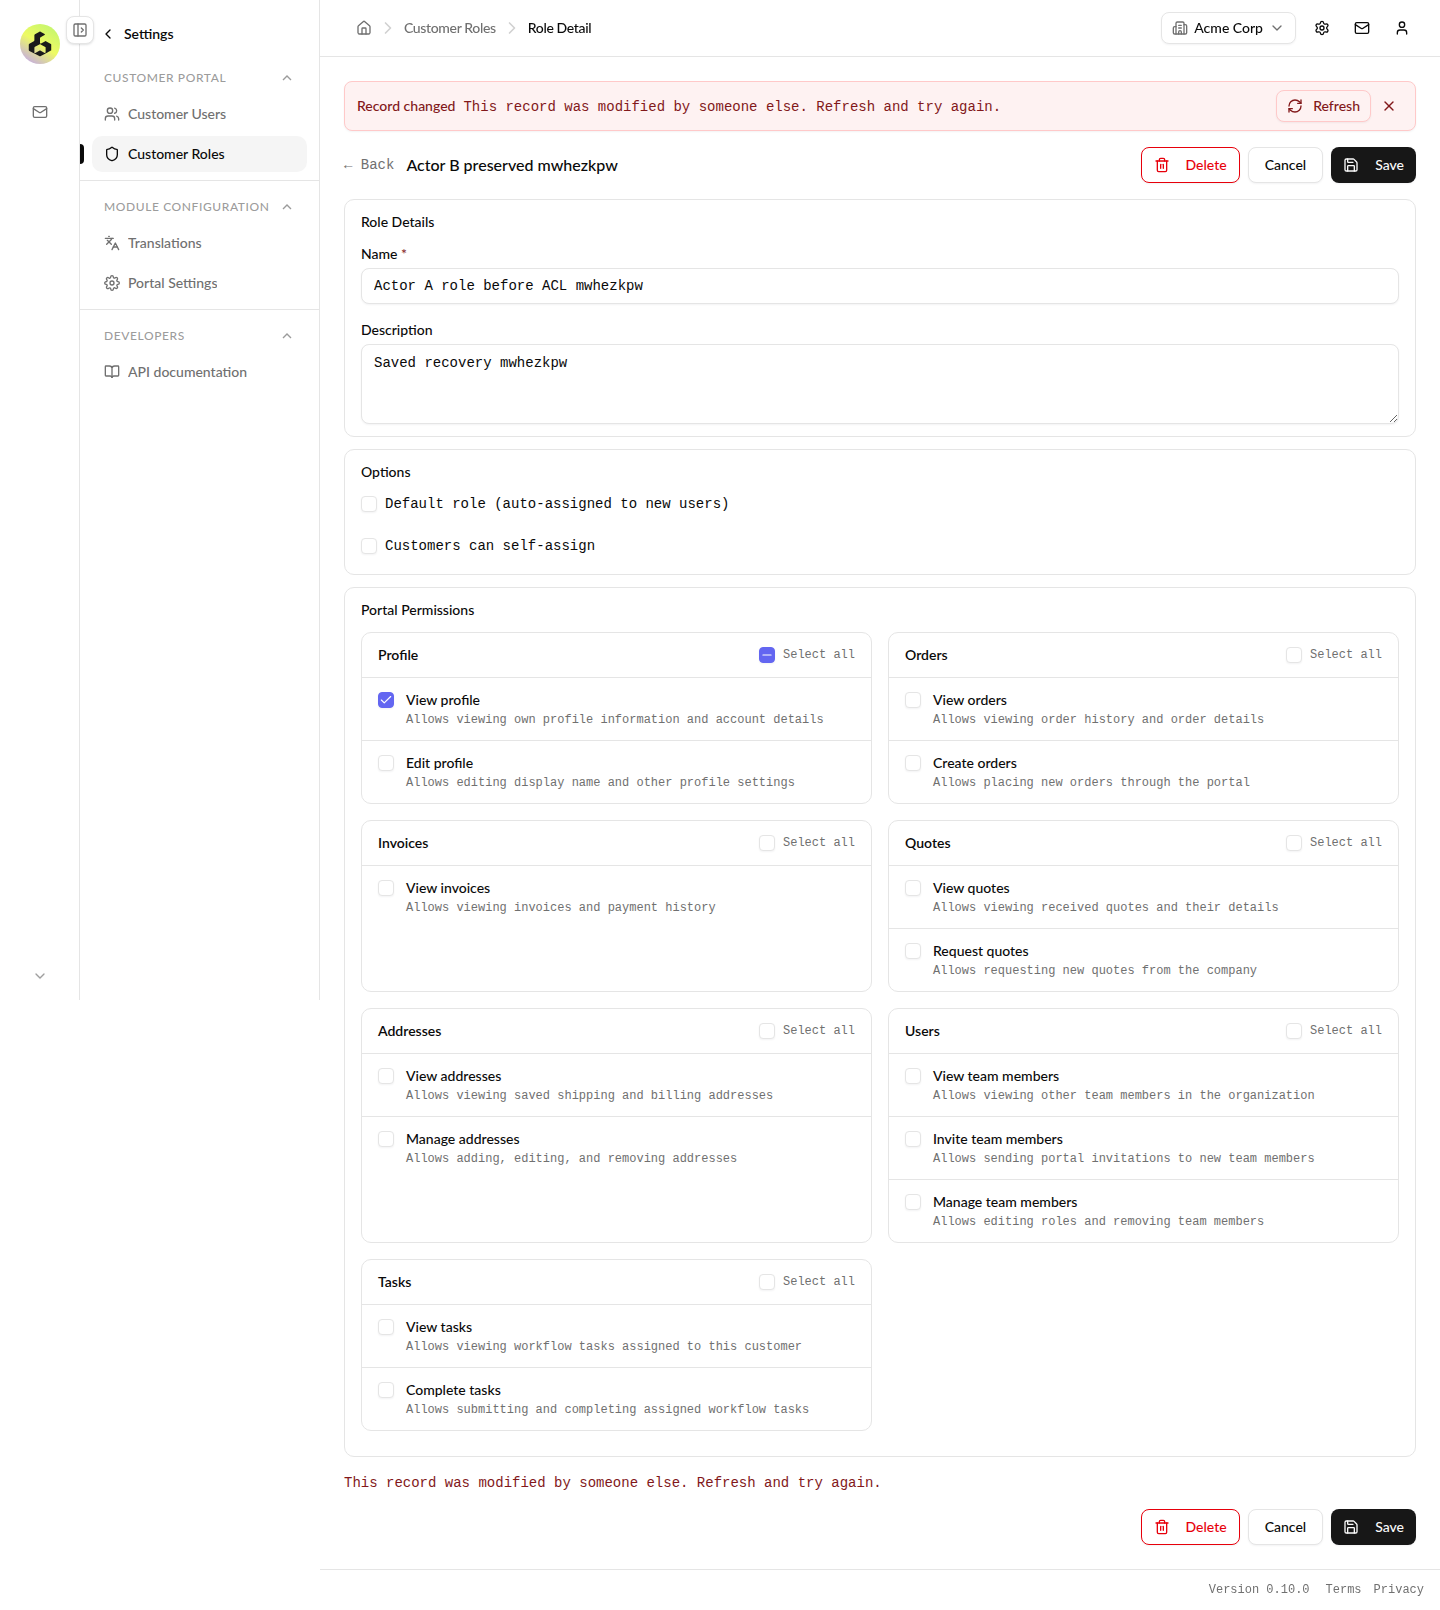 Settings
CUSTOMER PORTAL
Customer Users
Customer Roles
MODULE CONFIGURATION
Translations
Portal Settings
DEVELOPERS
API documentation
Customer Roles Role Detail
Acme Corp
Record changed This record was modified by someone else. Refresh and try again.
Refresh
← Back Actor B preserved mwhezkpw
Delete Cancel Save
Role Details
Name *
Actor A role before ACL mwhezkpw
Description
Saved recovery mwhezkpw
Options
Default role (auto-assigned to new users)
Customers can self-assign
Portal Permissions
Profile Select all
View profile
Allows viewing own profile information and account details
Edit profile
Allows editing display name and other profile settings
Orders Select all
View orders
Allows viewing order history and order details
Create orders
Allows placing new orders through the portal
Invoices Select all
View invoices
Allows viewing invoices and payment history
Quotes Select all
View quotes
Allows viewing received quotes and their details
Request quotes
Allows requesting new quotes from the company
Addresses Select all
View addresses
Allows viewing saved shipping and billing addresses
Manage addresses
Allows adding, editing, and removing addresses
Users Select all
View team members
Allows viewing other team members in the organization
Invite team members
Allows sending portal invitations to new team members
Manage team members
Allows editing roles and removing team members
Tasks Select all
View tasks
Allows viewing workflow tasks assigned to this customer
Complete tasks
Allows submitting and completing assigned workflow tasks
This record was modified by someone else. Refresh and try again.
Delete Cancel Save
Version 0.10.0 Terms Privacy